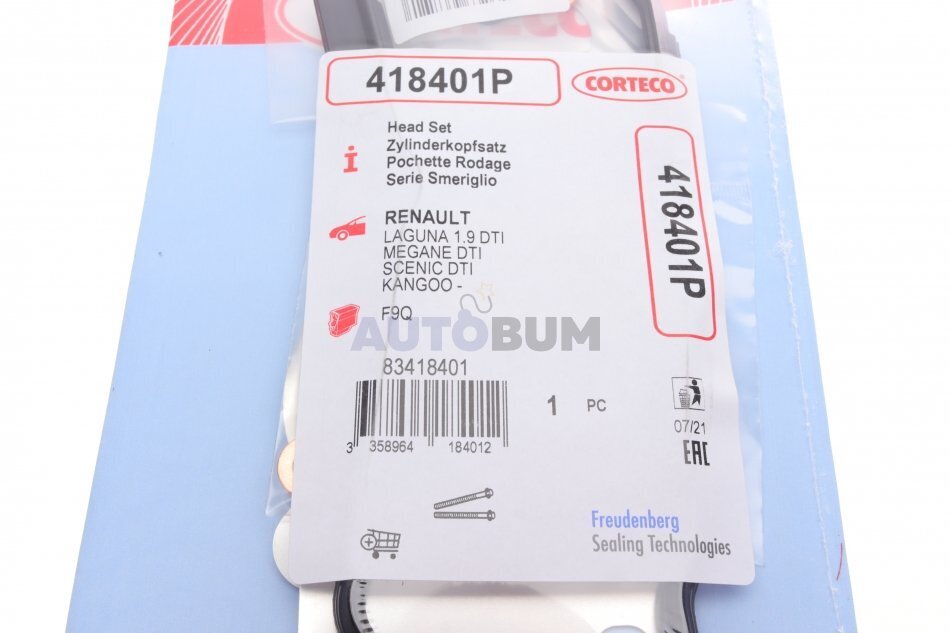 418401P
CORTECO
Head Set
Zylinderkopfsatz
Pochette Rodage
Serie Smeriglio
418401P
RENAULT
LAGUNA 1.9 DTI
MEGANE DTI
SCENIC DTI
KANGOO -
F9Q
AUTOBUM
83418401
3 358964 184012
1 PC
07/21
EAC
Freudenberg
Sealing Technologies